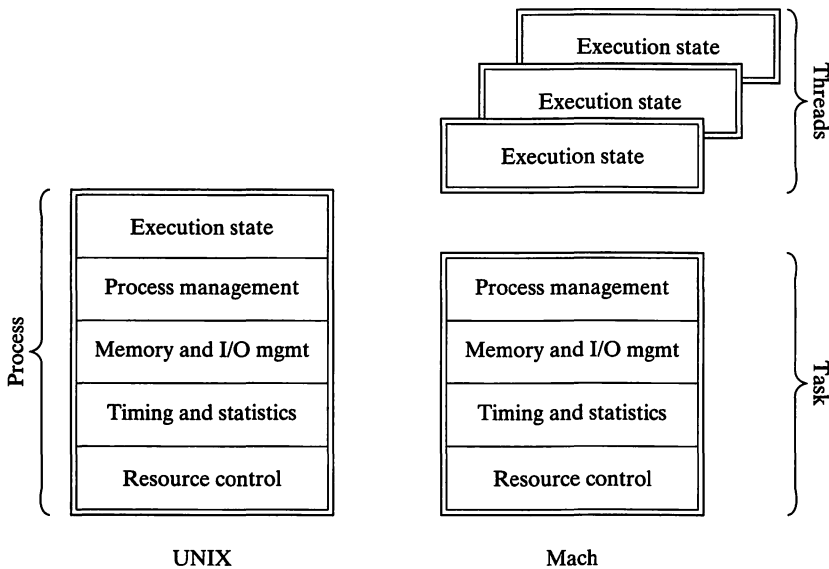 Execution state
Execution state
Execution state
Threads
Process
Execution state
Process management
Memory and I/O mgmt
Timing and statistics
Resource control
UNIX
Process management
Memory and I/O mgmt
Timing and statistics
Resource control
Task
Mach